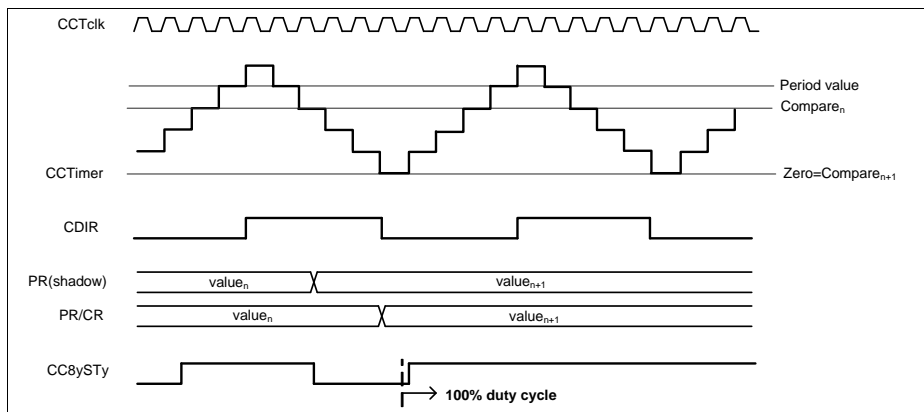 CCTclk
Period value
Compareₙ
CCTimer
Zero=Compareₙ₊₁
CDIR
PR(shadow)
valueₙ
valueₙ₊₁
PR/CR
valueₙ
valueₙ₊₁
CC8ySTy
100% duty cycle